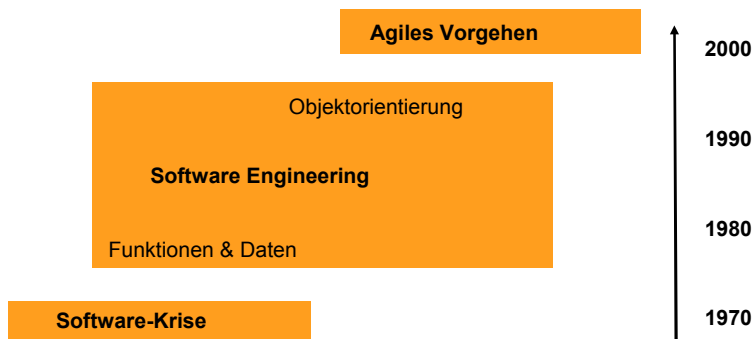 Agiles Vorgehen
2000
Objektorientierung
1990
Software Engineering
1980
Funktionen & Daten
1970
Software-Krise